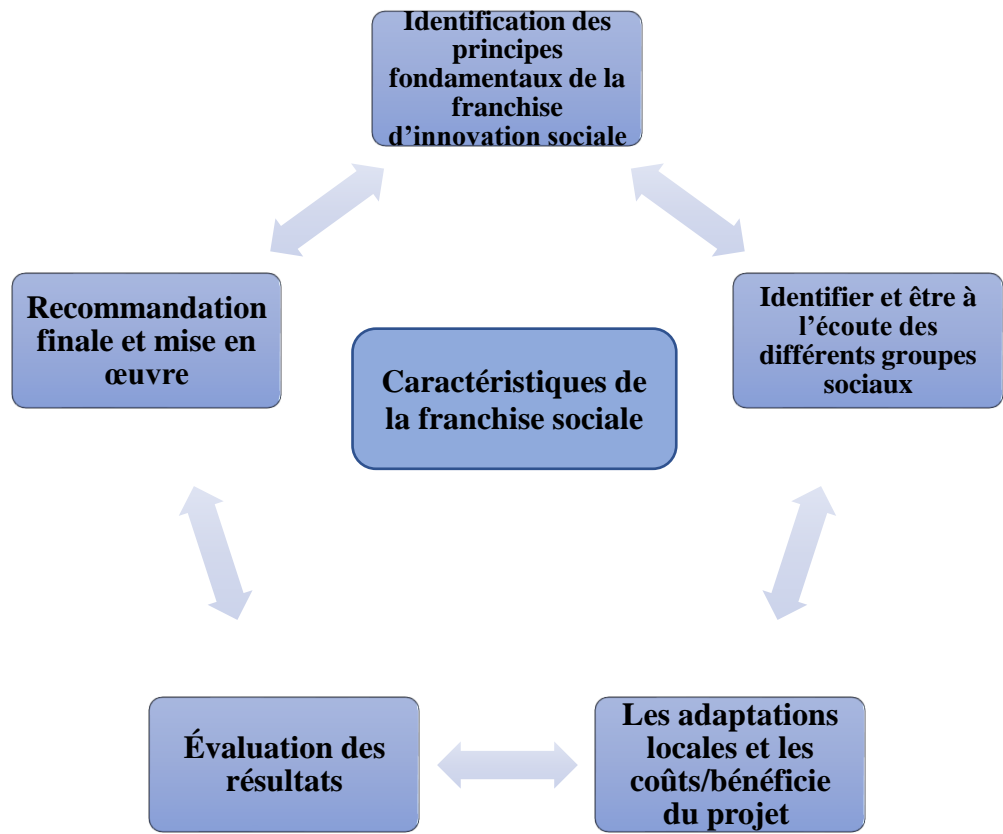 Identification des
principes
fondamentaux de la
franchise
d’innovation sociale
Recommandation
finale et mise en
œuvre
Identifier et être à
l’écoute des
différents groupes
sociaux
Caractéristiques de
la franchise sociale
Évaluation des
résultats
Les adaptations
locales et les
coûts/bénéficie
du projet